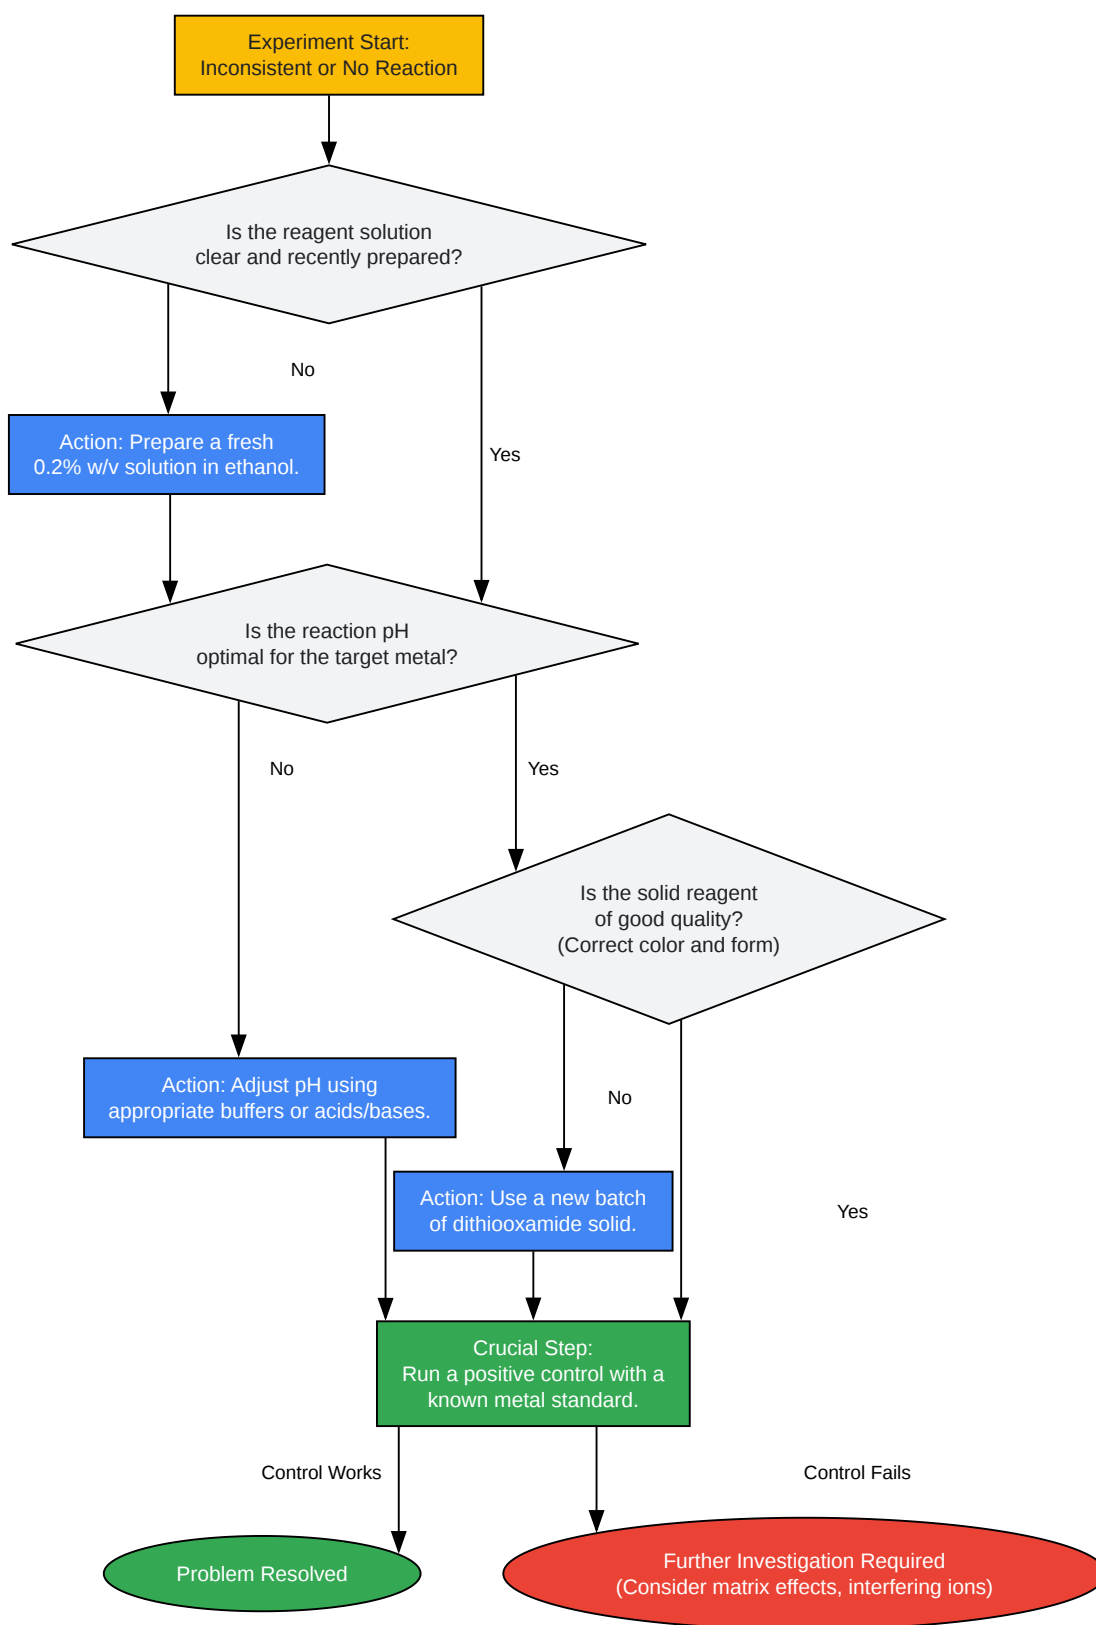 Experiment Start:
Inconsistent or No Reaction
Is the reagent solution
clear and recently prepared?
No
Action: Prepare a fresh
0.2% w/v solution in ethanol.
Yes
Is the reaction pH
optimal for the target metal?
No
Yes
Is the solid reagent
of good quality?
(Correct color and form)
Action: Adjust pH using
appropriate buffers or acids/bases.
No
Action: Use a new batch
of dithiooxamide solid.
Yes
Crucial Step:
Run a positive control with a
known metal standard.
Control Works
Control Fails
Problem Resolved
Further Investigation Required
(Consider matrix effects, interfering ions)